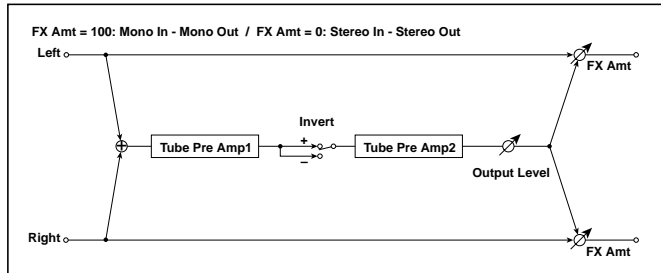 FX Amt = 100: Mono In - Mono Out / FX Amt = 0: Stereo In - Stereo Out
Left
FX Amt
Invert
+
Tube Pre Amp1
Tube Pre Amp2
−
Output Level
Right
FX Amt